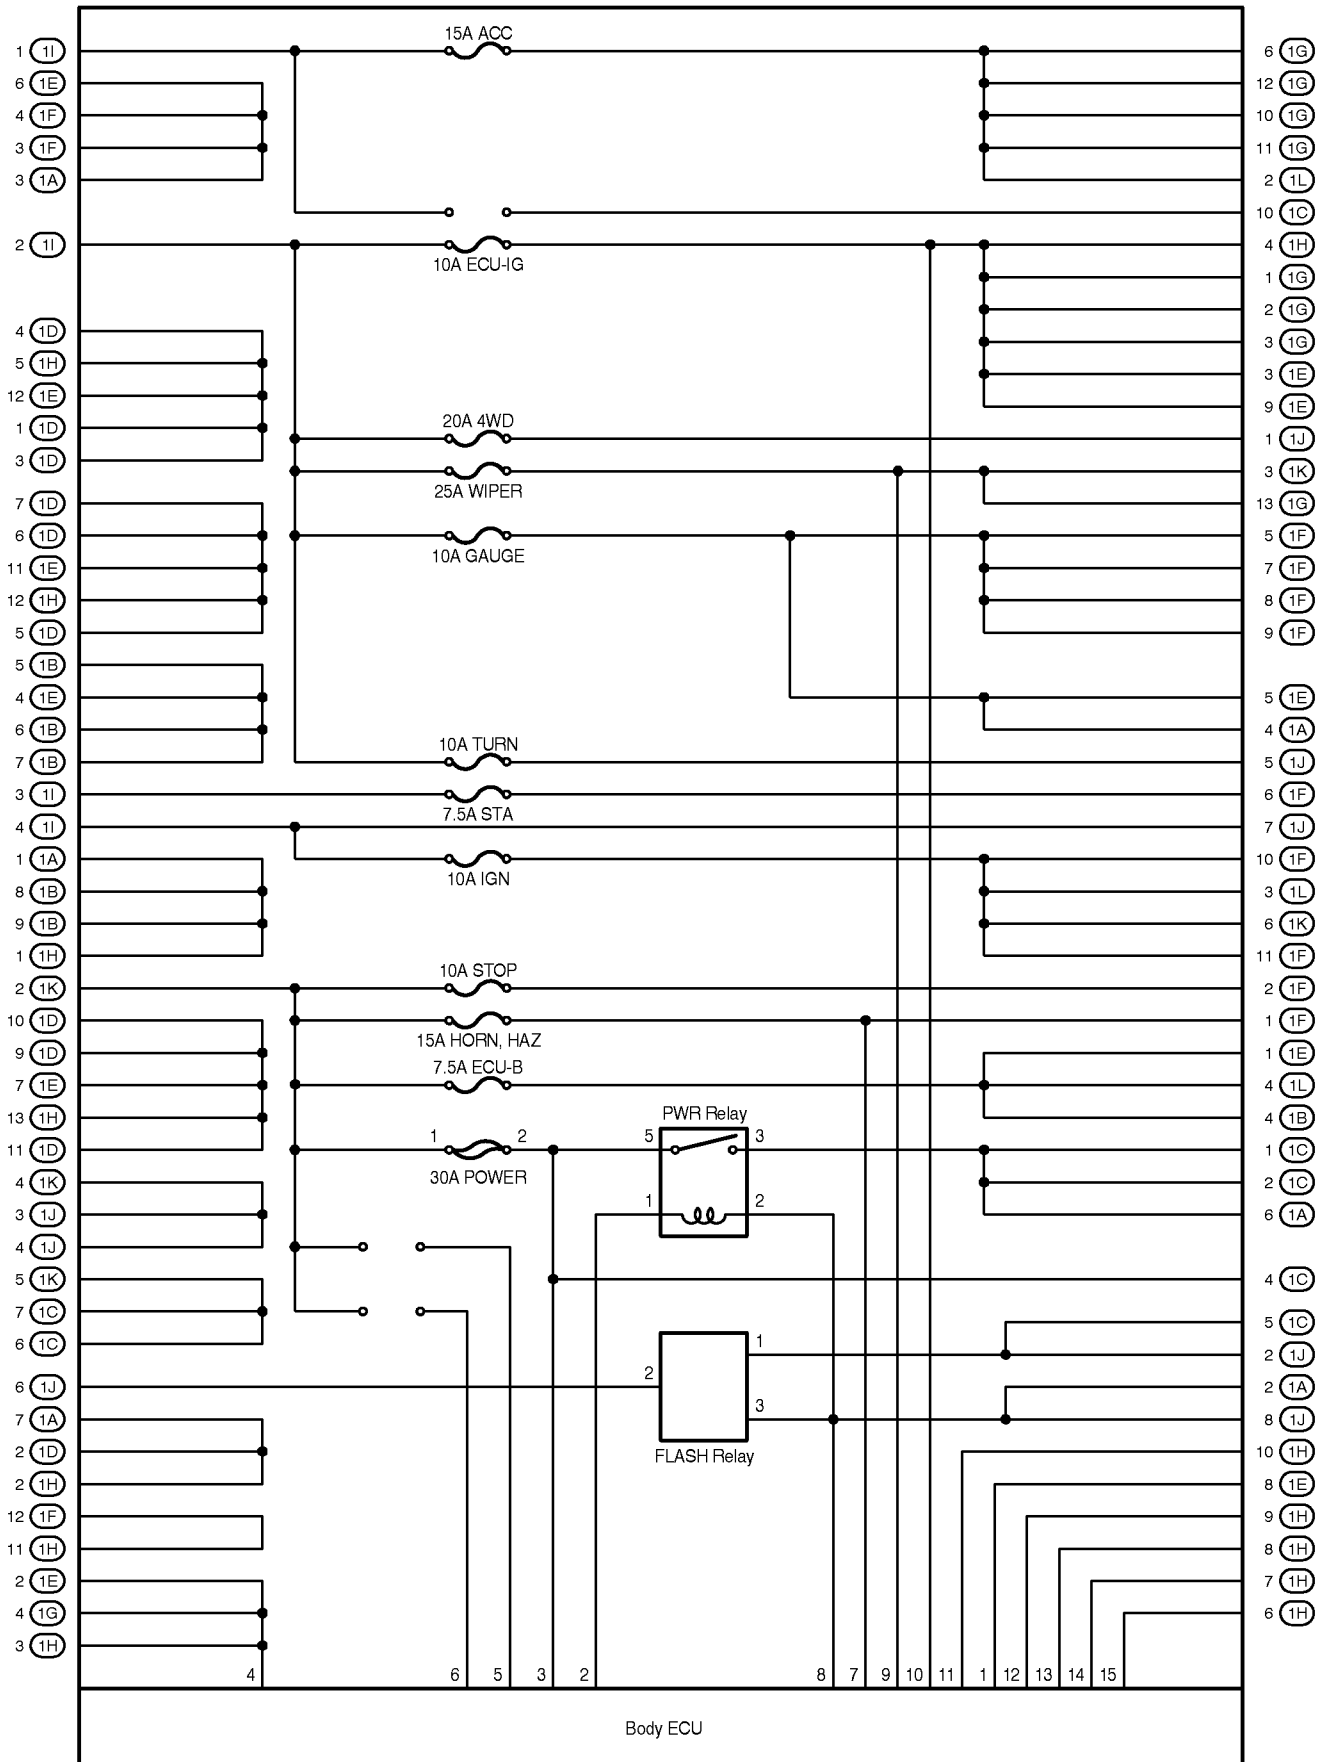 15A ACC
1 1I 6 1G
6 1E 12 1G
4 1F 10 1G
3 1F 11 1G
3 1A 2 1L
10 1C
2 1I 4 1H
10A ECU-IG
1 1G
2 1G
4 1D 3 1G
5 1H 3 1E
12 1E 9 1E
20A 4WD
1 1D 1 1J
3 1D 3 1K
25A WIPER
7 1D 13 1G
6 1D 5 1F
10A GAUGE
11 1E 7 1F
12 1H 8 1F
5 1D 9 1F
5 1B
4 1E 5 1E
6 1B 4 1A
10A TURN
7 1B 5 1J
3 1I 6 1F
7.5A STA
4 1I 7 1J
1 1A 10 1F
10A IGN
8 1B 3 1L
9 1B 6 1K
1 1H 11 1F
10A STOP
2 1K 2 1F
10 1D 1 1F
15A HORN, HAZ
9 1D 1 1E
7.5A ECU-B
7 1E 4 1L
13 1H 4 1B
PWR Relay
1 2 5 3
11 1D 1 1C
30A POWER
4 1K 2 1C
1 2
3 1J 6 1A
4 1J
5 1K 4 1C
7 1C 5 1C
6 1C 1 2 1J
6 1J 2 2 1A
7 1A 3 8 1J
FLASH Relay
2 1D 10 1H
2 1H 8 1E
12 1F 9 1H
11 1H 8 1H
2 1E 7 1H
4 1G 6 1H
3 1H
4 6 5 3 2 8 7 9 10 11 1 12 13 14 15
Body ECU